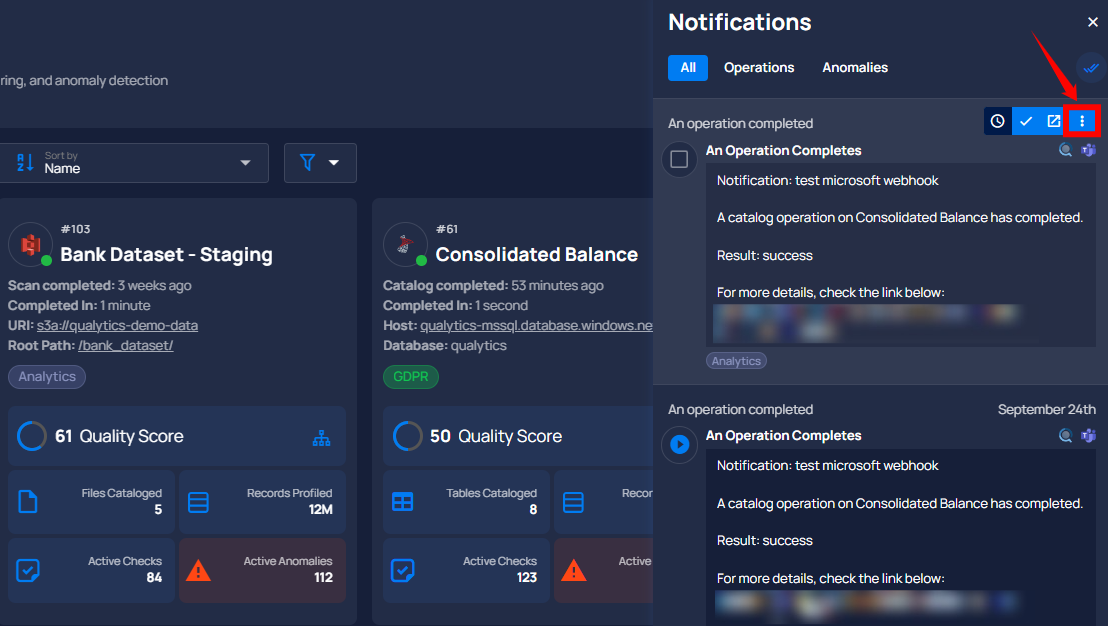 ring, and anomaly detection
Sort by
Name
#103
Bank Dataset - Staging
Scan completed: 3 weeks ago
Completed In: 1 minute
URI: s3a://qualytics-demo-data
Root Path: /bank_dataset/
Analytics
61 Quality Score
Files Cataloged
5
Records Profiled
12M
Active Checks
84
Active Anomalies
112
#61
Consolidated Balance
Catalog completed: 53 minutes ago
Completed In: 1 second
Host: qualytics-mssql.database.windows.ne
Database: qualytics
GDPR
50 Quality Score
Tables Cataloged
8
Recor
Active Checks
123
Active
Notifications
All
Operations
Anomalies
An operation completed
An Operation Completes
Notification: test microsoft webhook
A catalog operation on Consolidated Balance has completed.
Result: success
For more details, check the link below:
Analytics
An operation completed
September 24th
An Operation Completes
Notification: test microsoft webhook
A catalog operation on Consolidated Balance has completed.
Result: success
For more details, check the link below: